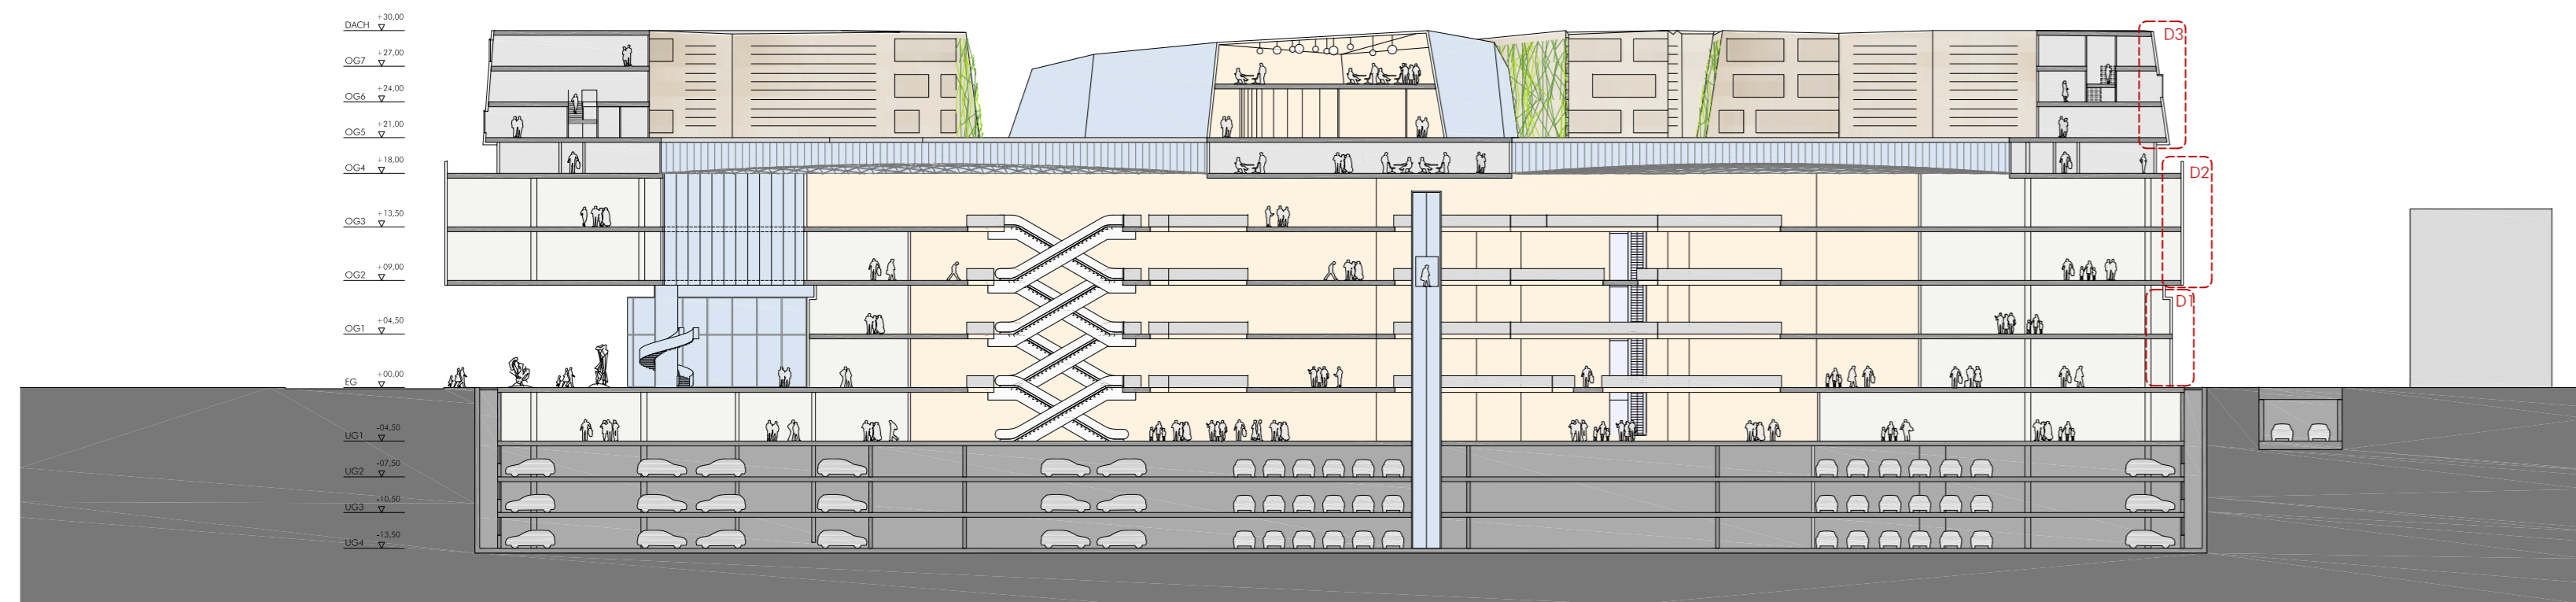 DACH +30,00
OG7 +27,00
OG6 +24,00
OG5 +21,00
OG4 +18,00
OG3 +13,50
OG2 +09,00
OG1 +04,50
EG +00,00
UG1 -04,50
UG2 -07,50
UG3 -10,50
UG4 -13,50
D3
D2
D1